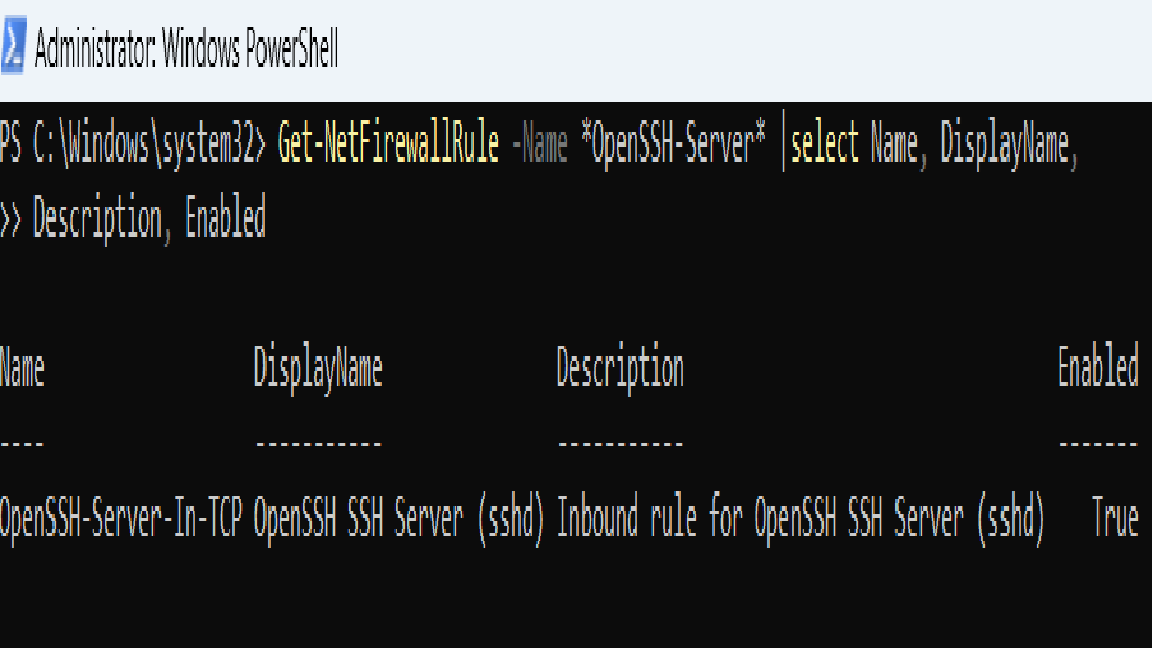 Administrator: Windows PowerShell
PS C:\Windows\system32> Get-NetFirewallRule -Name *OpenSSH-Server* |select Name, DisplayName,
>> Description, Enabled
Name DisplayName Description Enabled
---- ----------- ----------- -------
OpenSSH-Server-In-TCP OpenSSH SSH Server (sshd) Inbound rule for OpenSSH SSH Server (sshd) True